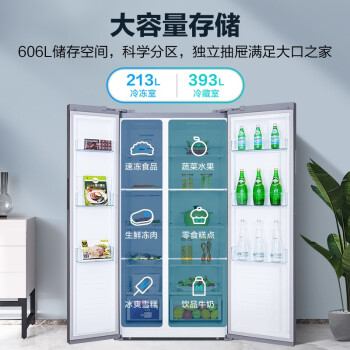 大容量存储
606L储存空间，科学分区，独立抽屉满足大口之家
213L 393L
冷冻室 冷藏室
速冻食品 蔬菜水果
生鲜冻肉 零食糕点
冰爽雪糕 饮品牛奶